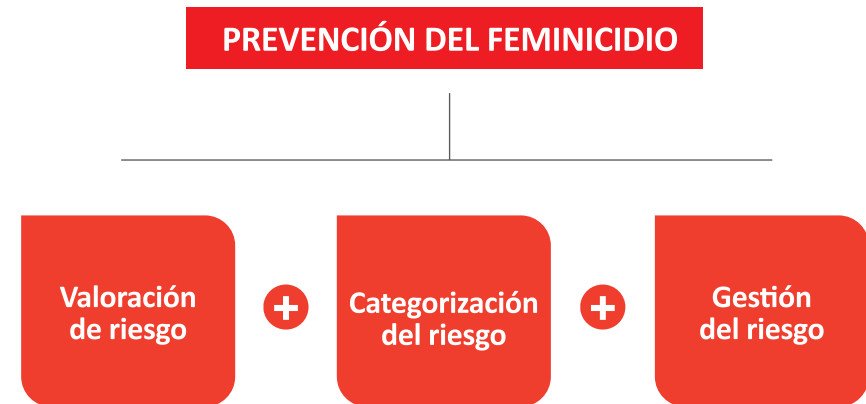 PREVENCIÓN DEL FEMINICIDIO
Valoración
de riesgo
+
Categorización
del riesgo
+
Gestión
del riesgo